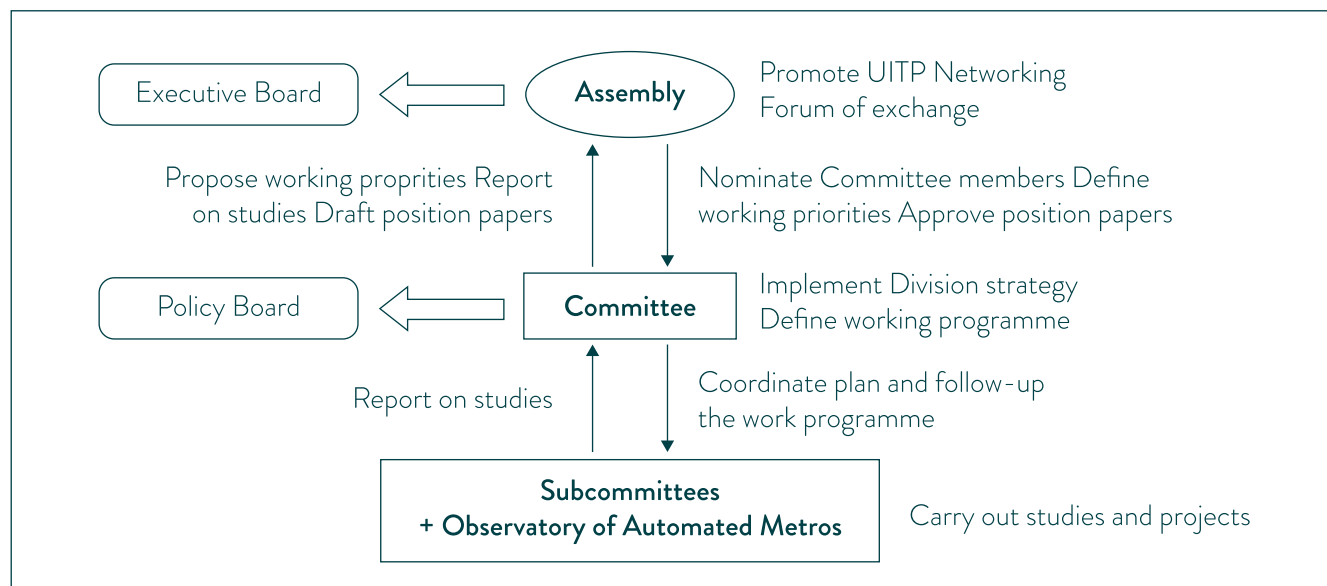 Executive Board
Assembly
Promote UITP Networking
Forum of exchange
Propose working proprities Report
on studies Draft position papers
Nominate Committee members Define
working priorities Approve position papers
Policy Board
Committee
Implement Division strategy
Define working programme
Report on studies
Coordinate plan and follow-up
the work programme
Subcommittees
+ Observatory of Automated Metros
Carry out studies and projects